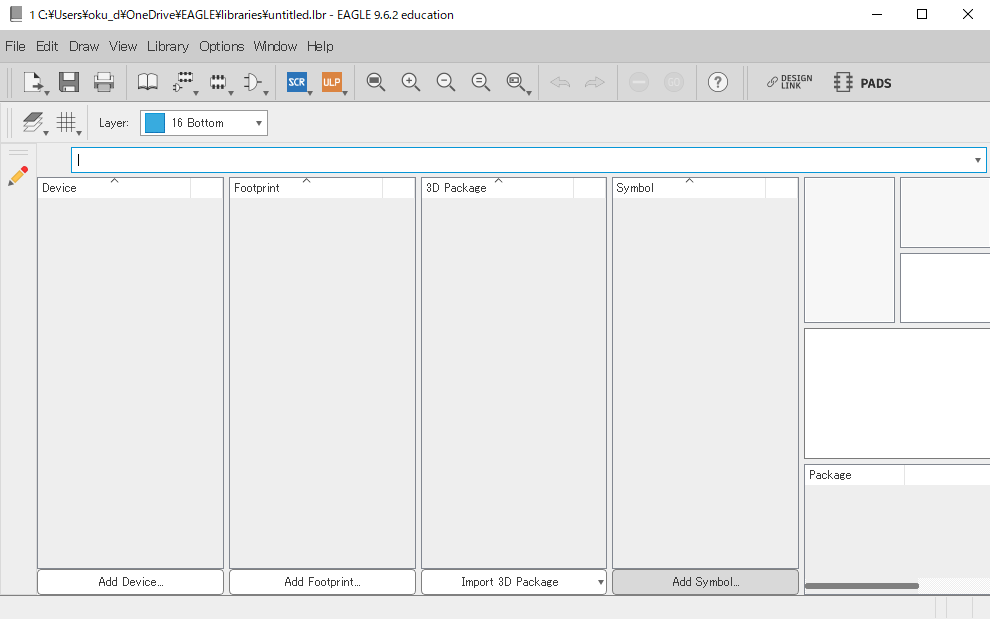 1 C:¥Users¥oku_d¥OneDrive¥EAGLE¥libraries¥untitled.lbr - EAGLE 9.6.2 education
File Edit Draw View Library Options Window Help
SCR ULP DESIGN LINK PADS
Layer: 16 Bottom
Device Footprint 3D Package Symbol
Package
Add Device... Add Footprint... Import 3D Package Add Symbol...